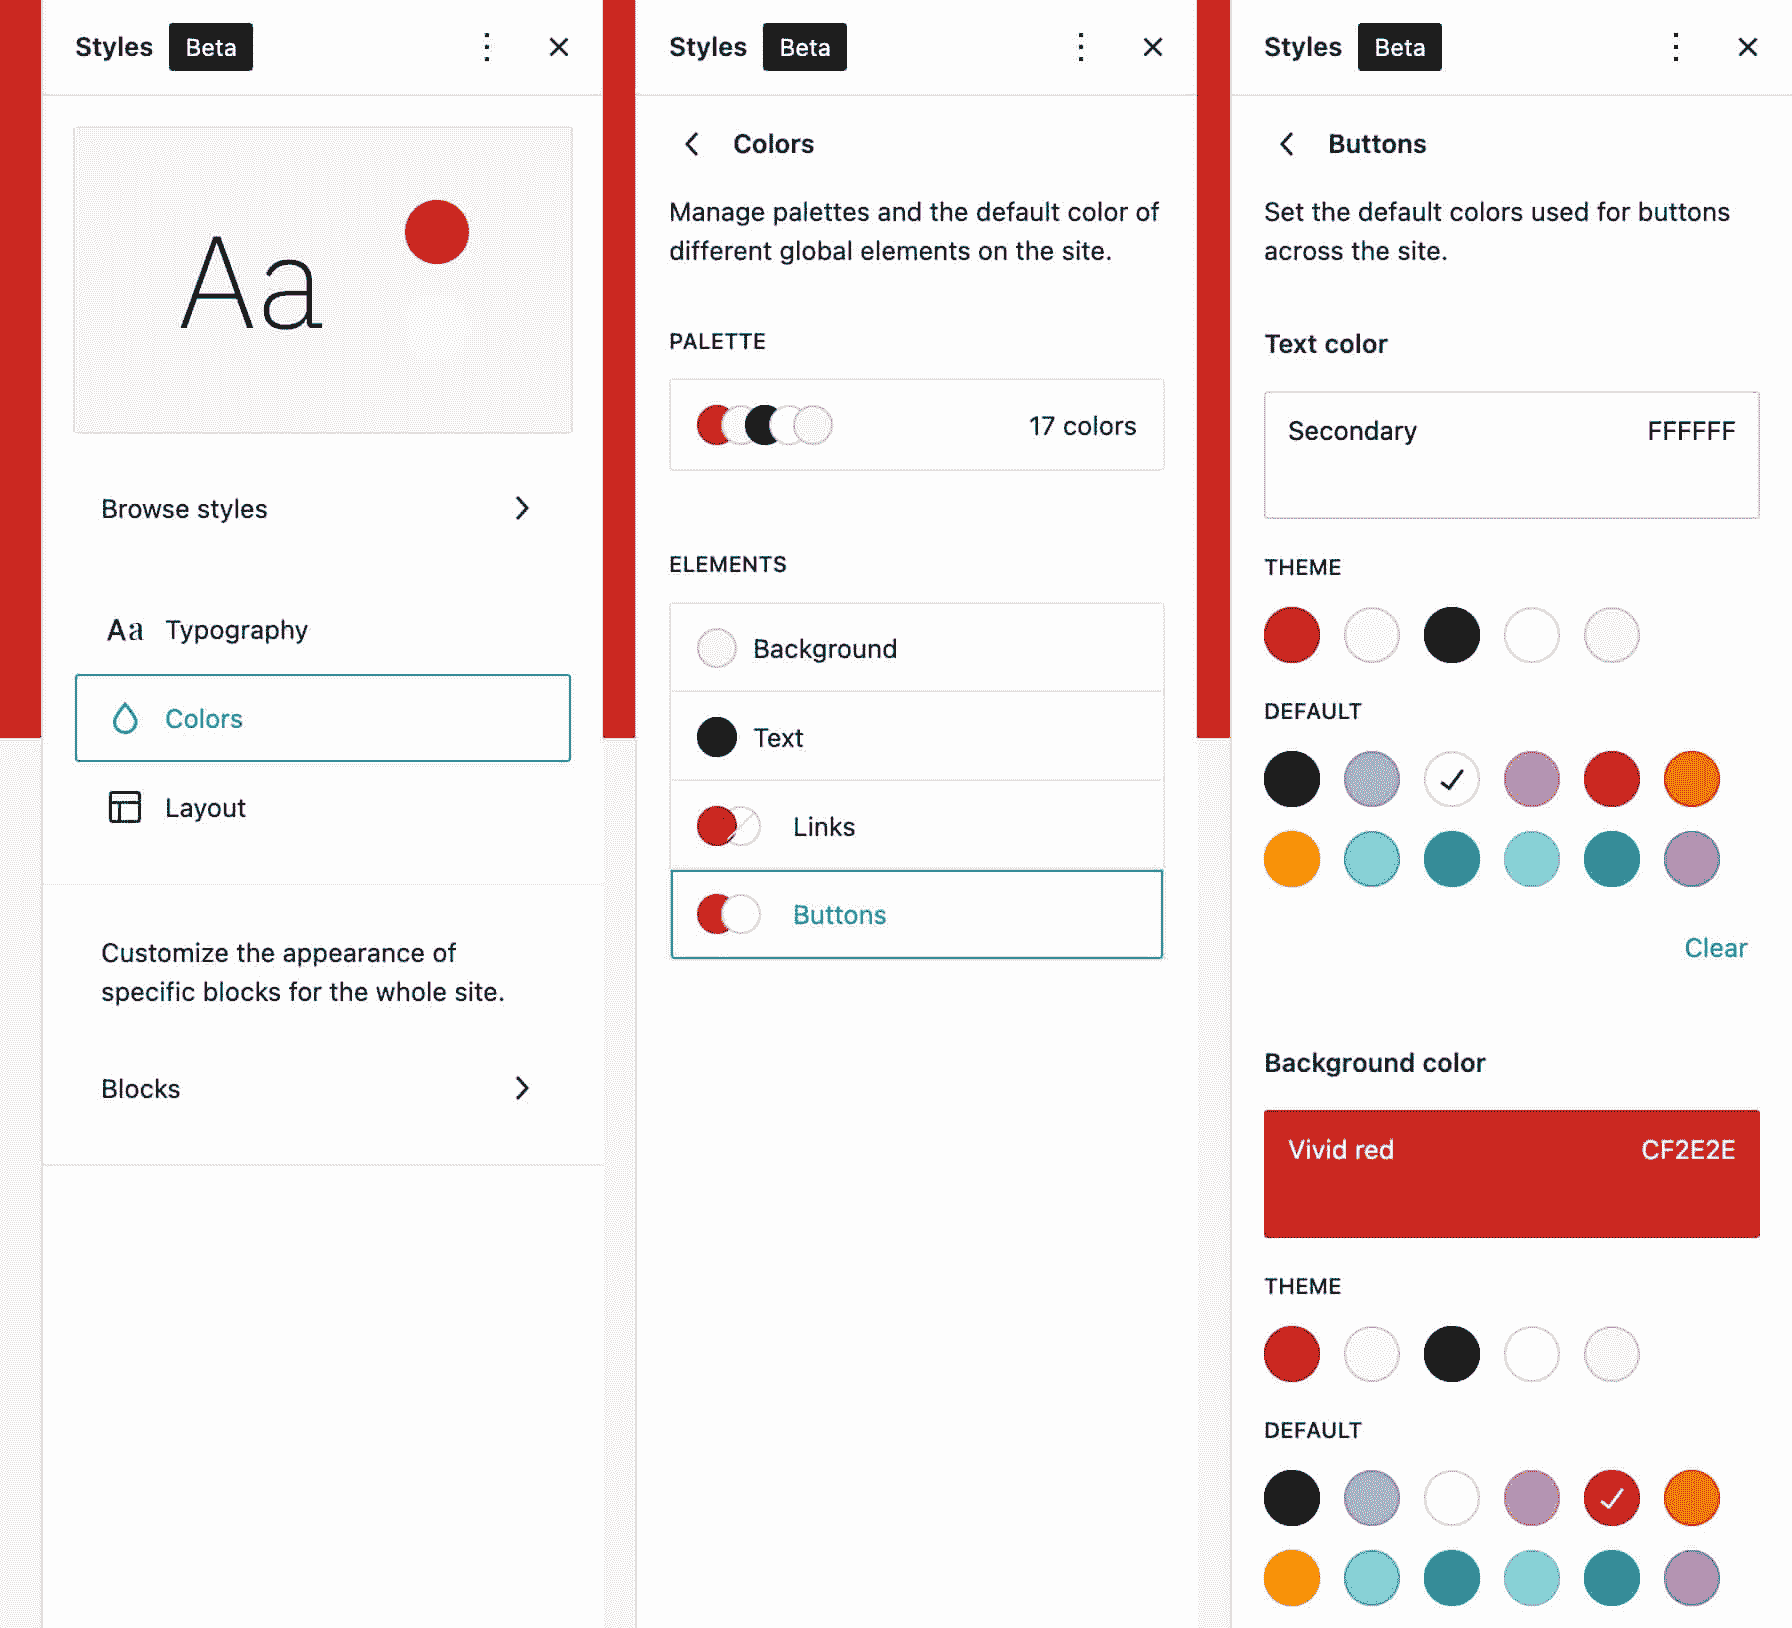 Styles Beta
Aa
Browse styles
Aa Typography
Colors
Layout
Customize the appearance of
specific blocks for the whole site.
Blocks
Styles Beta
Colors
Manage palettes and the default color of
different global elements on the site.
PALETTE
17 colors
ELEMENTS
Background
Text
Links
Buttons
Styles Beta
Buttons
Set the default colors used for buttons
across the site.
Text color
Secondary FFFFFF
THEME
DEFAULT
Clear
Background color
Vivid red CF2E2E
THEME
DEFAULT